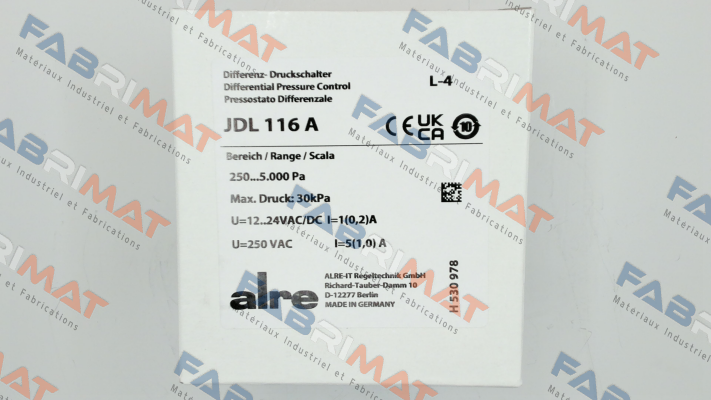 Differenz- Druckschalter
Differential Pressure Control
Pressostato Differenziale
L-4
JDL 116 A
CE UK CA 10
Bereich / Range / Scala
250...5.000 Pa
Max. Druck: 30kPa
U=12..24VAC/DC I=1(0,2)A
U=250 VAC I=5(1,0) A
alre
ALRE-IT Regeltechnik GmbH
Richard-Tauber-Damm 10
D-12277 Berlin
MADE IN GERMANY
H 530 978
FABRIMAT
Matériaux Industriel et Fabrications